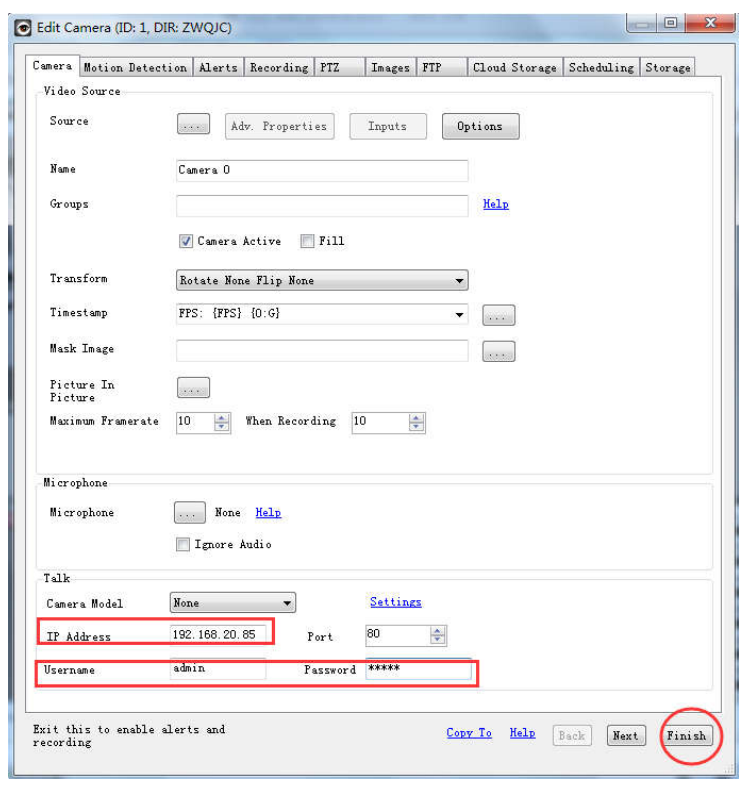 Edit Camera (ID: 1, DIR: ZWQJC)
Camera Motion Detection Alerts Recording PTZ Images FTP Cloud Storage Scheduling Storage
Video Source
Source ... Adv. Properties Inputs Options
Name Camera 0
Groups Help
Camera Active Fill
Transform Rotate None Flip None
Timestamp FPS: {FPS} {0:G} ...
Mask Image ...
Picture In
Picture ...
Maximum Framerate 10 When Recording 10
Microphone
Microphone ... None Help
Ignore Audio
Talk
Camera Model None Settings
IP Address 192.168.20.85 Port 80
Username admin Password *****
Exit this to enable alerts and
recording
Copy To Help Back Next Finish